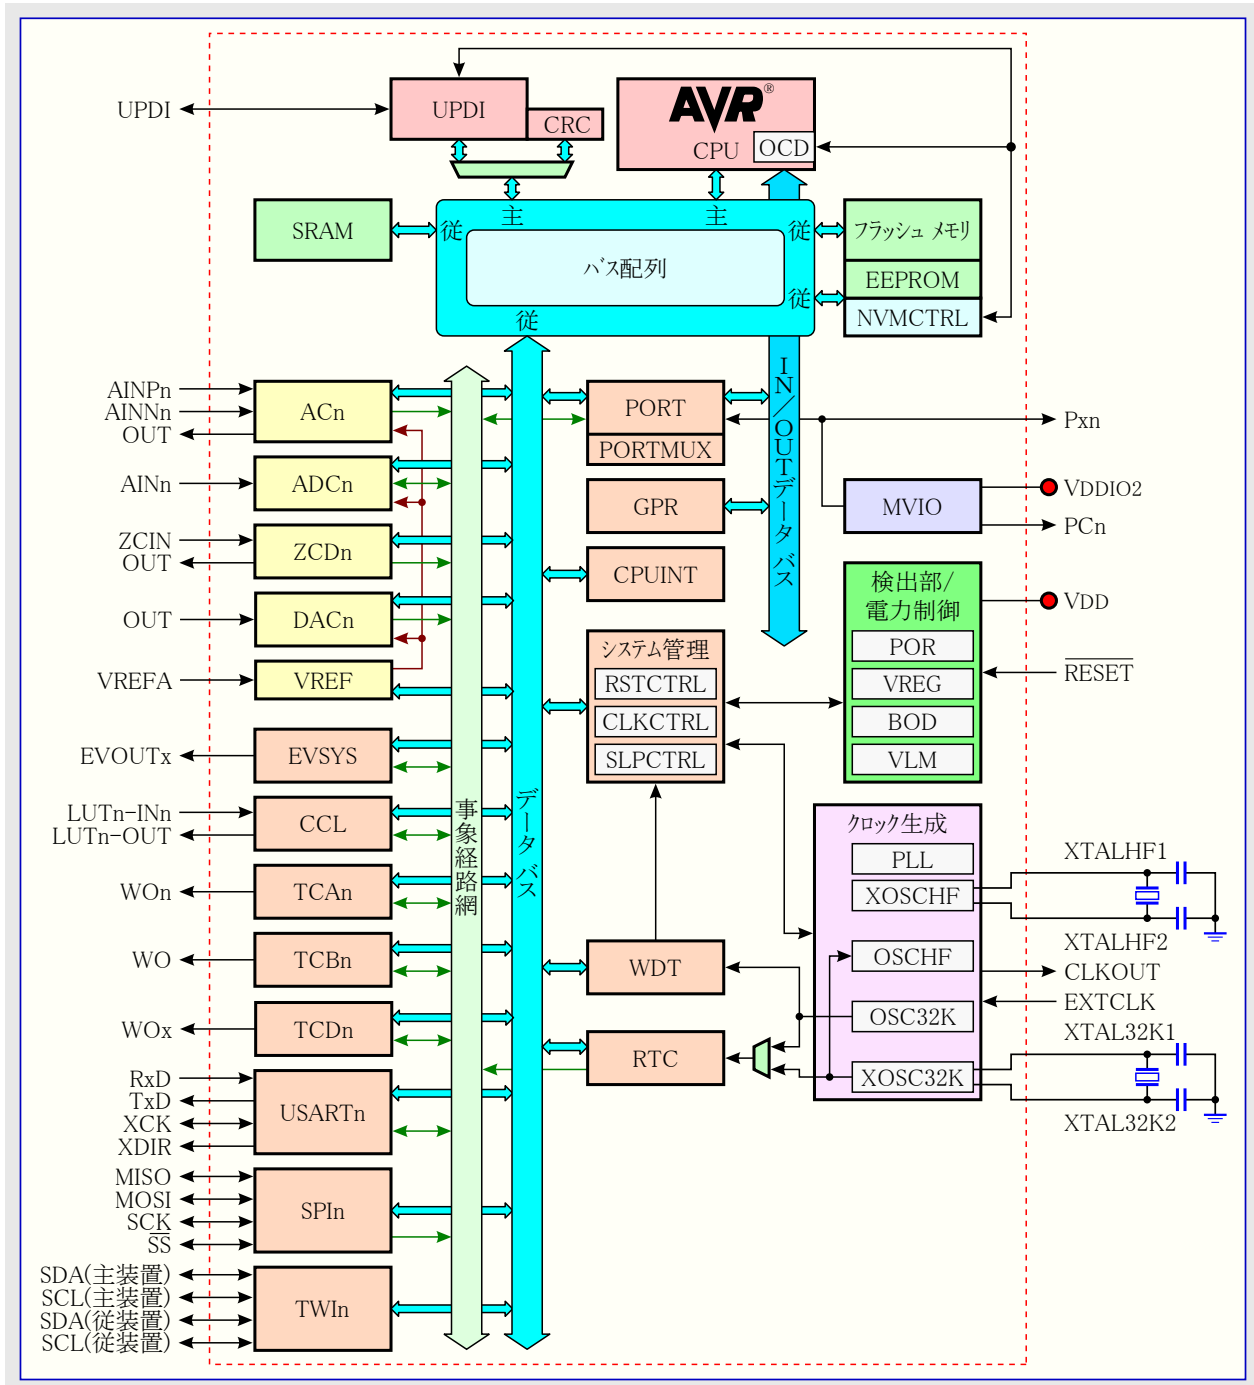 UPDI
UPDI
CRC
AVR®
CPU
OCD
SRAM
主
主
従
従
バス配列
従
従
フラッシュ メモリ
EEPROM
NVMCTRL
AINPn
AINNn
OUT
ACn
PORT
PORTMUX
IN/OUTデータ バス
Pxn
AINn
ADCn
GPR
MVIO
VDDIO2
PCn
ZCIN
OUT
ZCDn
CPUINT
検出部/
電力制御
POR
VREG
BOD
VLM
VDD
RESET
OUT
DACn
VREFA
VREF
システム管理
RSTCTRL
CLKCTRL
SLPCTRL
EVOUTx
EVSYS
事象経路網
データ バス
LUTn-INn
LUTn-OUT
CCL
クロック生成
PLL
XOSCHF
OSCHF
OSC32K
XOSC32K
XTALHF1
XTALHF2
CLKOUT
EXTCLK
XTAL32K1
XTAL32K2
WOn
TCAn
WO
TCBn
WDT
WOx
TCDn
RTC
RxD
TxD
XCK
XDIR
USARTn
MISO
MOSI
SCK
SS
SPIn
SDA(主装置)
SCL(主装置)
SDA(従装置)
SCL(従装置)
TWIn